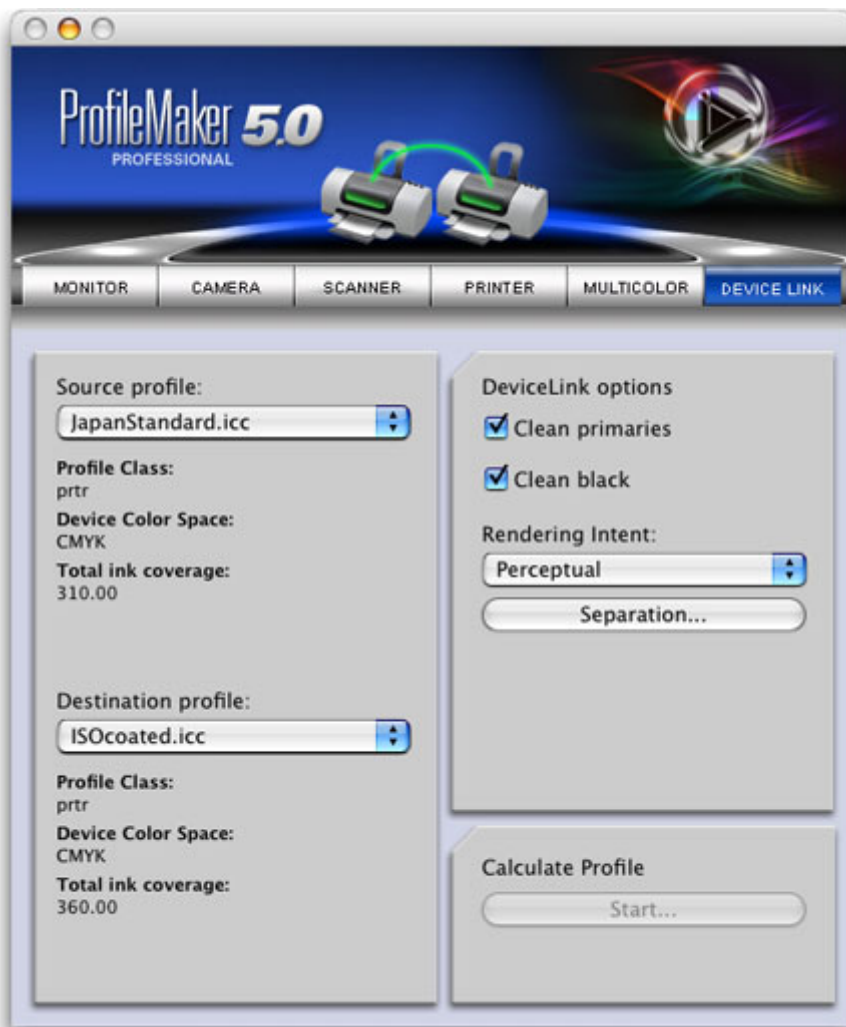 ProfileMaker 5.0
PROFESSIONAL
MONITOR CAMERA SCANNER PRINTER MULTICOLOR DEVICE LINK
Source profile:
JapanStandard.icc
Profile Class:
prtr
Device Color Space:
CMYK
Total ink coverage:
310.00
Destination profile:
ISOcoated.icc
Profile Class:
prtr
Device Color Space:
CMYK
Total ink coverage:
360.00
DeviceLink options
Clean primaries
Clean black
Rendering Intent:
Perceptual
Separation...
Calculate Profile
Start...